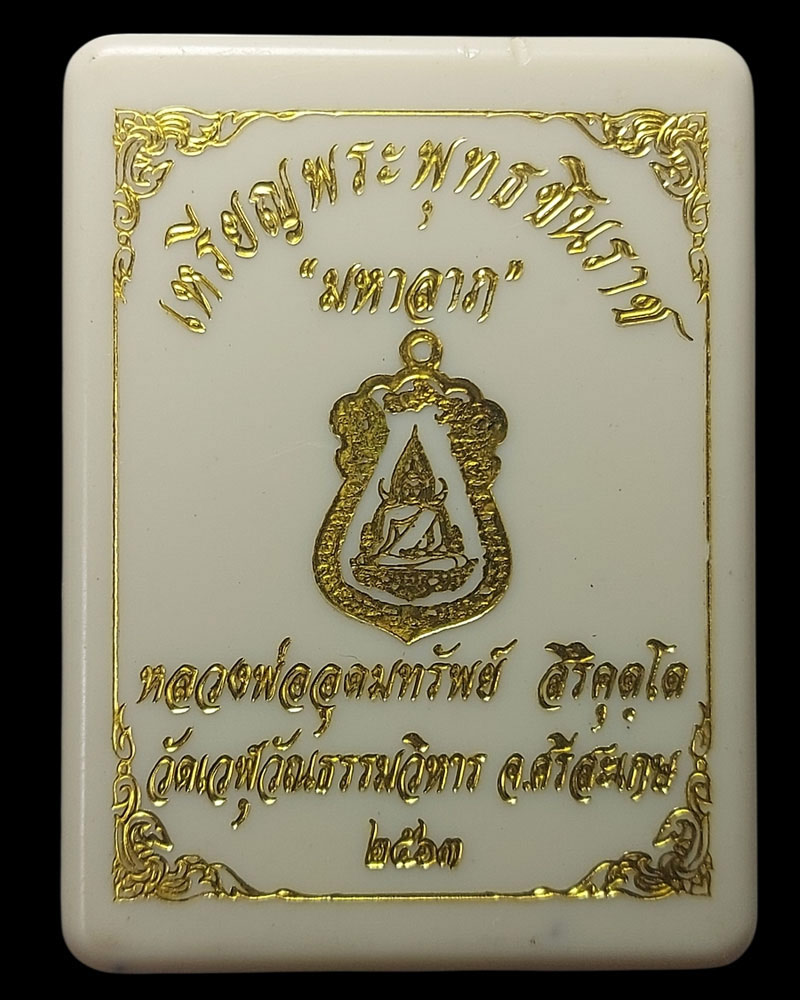 เหรียญพระพุทธชินราช
"มหาลาภ"
หลวงพ่ออุดมทรัพย์ สิริคุตฺโต
วัดเวฬุวัณธรรมวิหาร จ.ศรีสะเกษ
๒๕๖๓